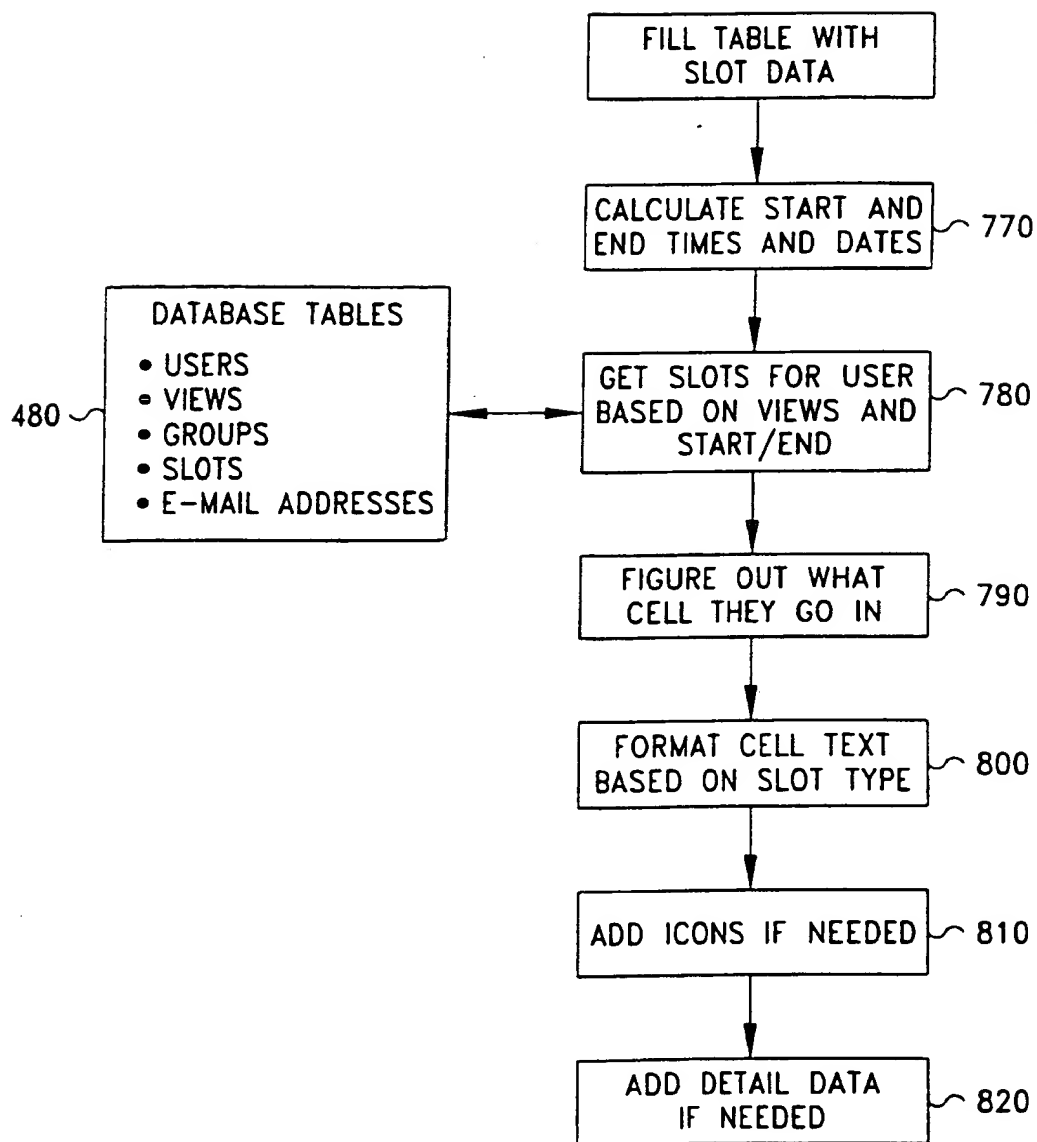 FILL TABLE WITH
SLOT DATA
CALCULATE START AND
END TIMES AND DATES
770
DATABASE TABLES
• USERS
• VIEWS
• GROUPS
• SLOTS
• E-MAIL ADDRESSES
480
GET SLOTS FOR USER
BASED ON VIEWS AND
START/END
780
FIGURE OUT WHAT
CELL THEY GO IN
790
FORMAT CELL TEXT
BASED ON SLOT TYPE
800
ADD ICONS IF NEEDED
810
ADD DETAIL DATA
IF NEEDED
820